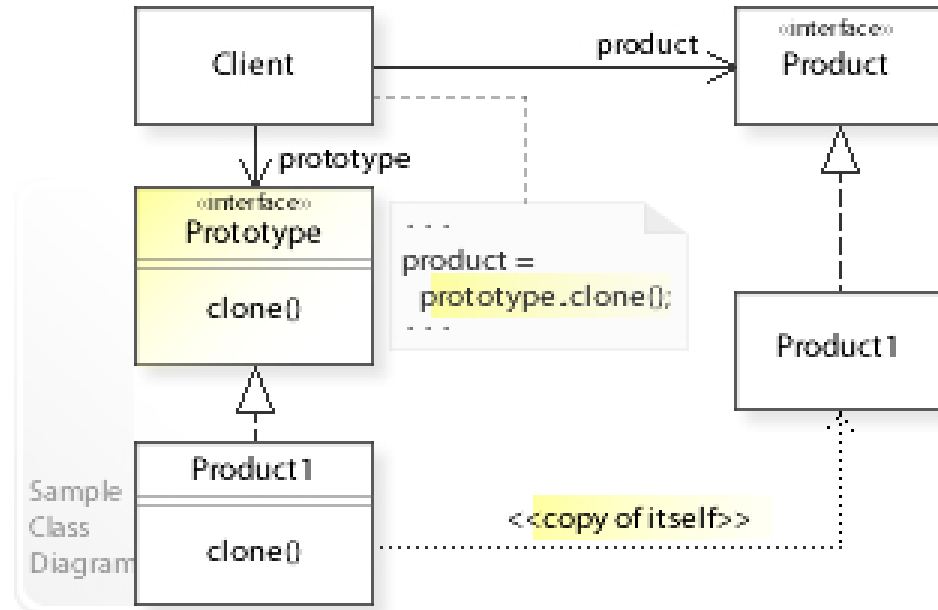 Client
product
«interface»
Product
prototype
«interface»
Prototype
clone()
- - -
product =
prototype.clone();
- - -
Product1
Product1
clone()
<<copy of itself>>
Sample
Class
Diagram